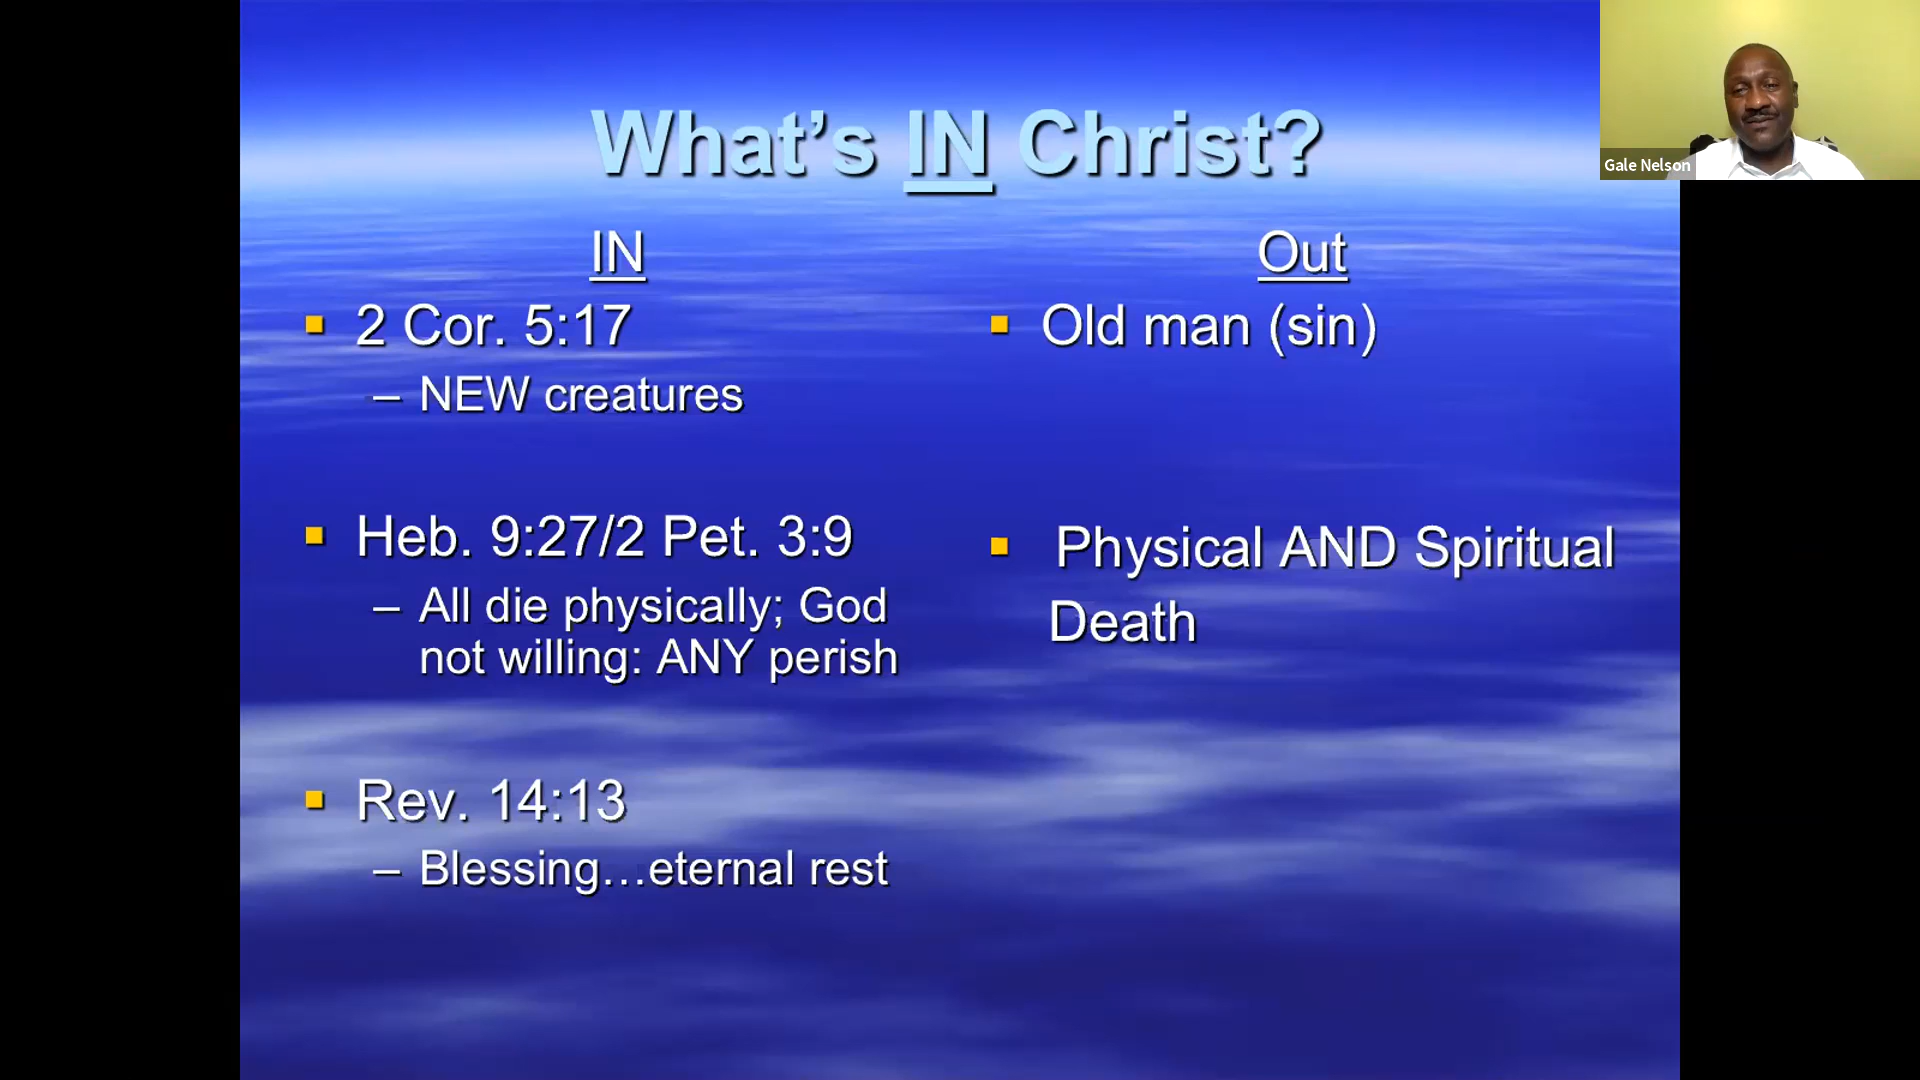 What’s IN Christ?
Gale Nelson
IN
▪ 2 Cor. 5:17
– NEW creatures
▪ Heb. 9:27/2 Pet. 3:9
– All die physically; God
not willing: ANY perish
▪ Rev. 14:13
– Blessing…eternal rest
Out
▪ Old man (sin)
▪ Physical AND Spiritual
Death